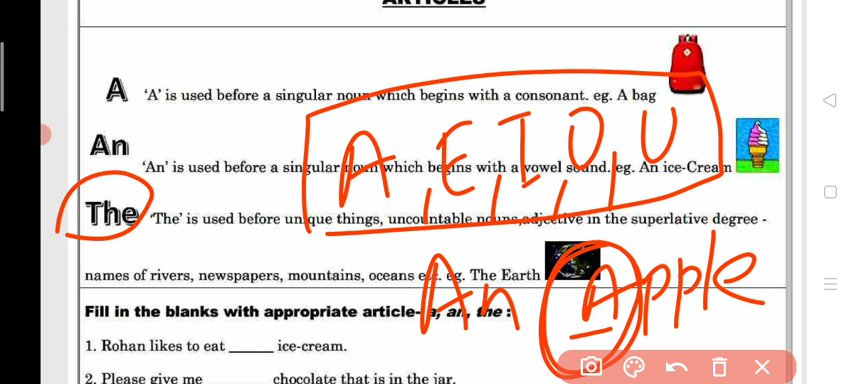 ARTICLES
A 'A' is used before a singular noun which begins with a consonant. eg. A bag
A, E, I, O, U
An
'An' is used before a singular noun which begins with a vowel sound. eg. An ice-Cream
The 'The' is used before unique things, uncountable nouns,adjective in the superlative degree -
names of rivers, newspapers, mountains, oceans etc. eg. The Earth
An Apple
Fill in the blanks with appropriate article- a, an, the :
1. Rohan likes to eat _____ ice-cream.
2. Please give me _____ chocolate that is in the jar.